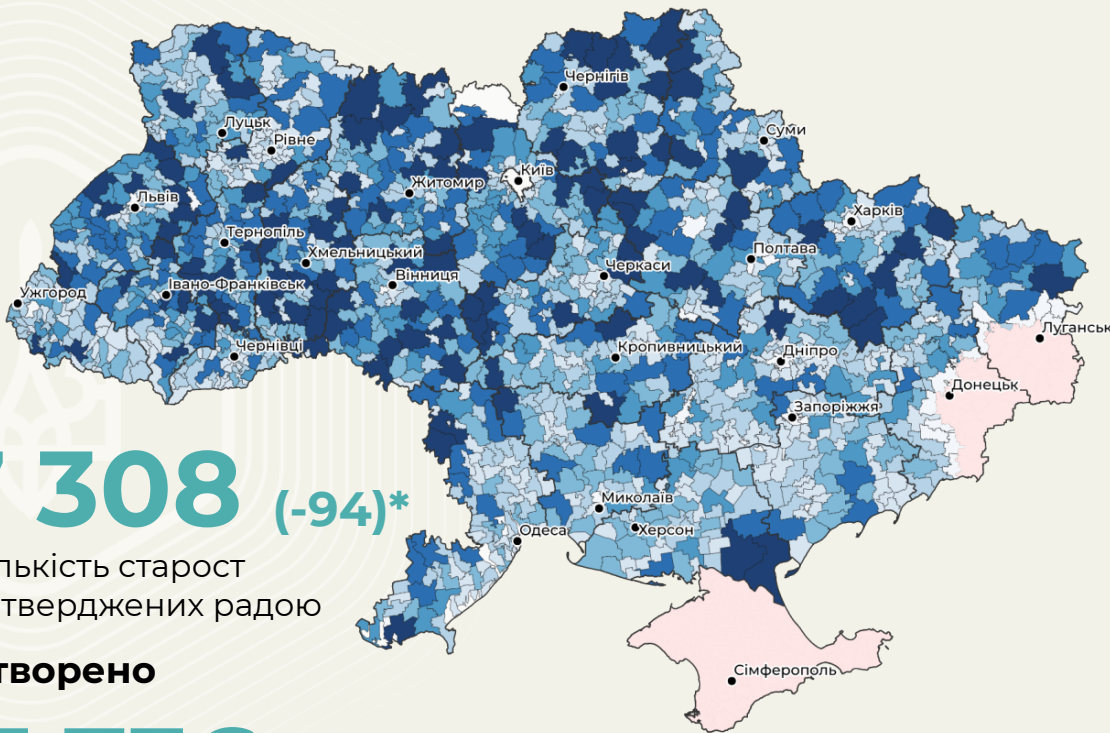 Чернігів
Луцьк
Рівне
Суми
Київ
Житомир
Львів
Харків
Тернопіль
Хмельницький
Полтава
Вінниця
Черкаси
Івано-Франківськ
Ужгород
Луганськ
Чернівці
Кропивницький
Дніпро
Донецьк
Запоріжжя
308 (-94)*
Миколаїв
Одеса
Херсон
лькість старост
тверджених радою
творено
Сімферополь